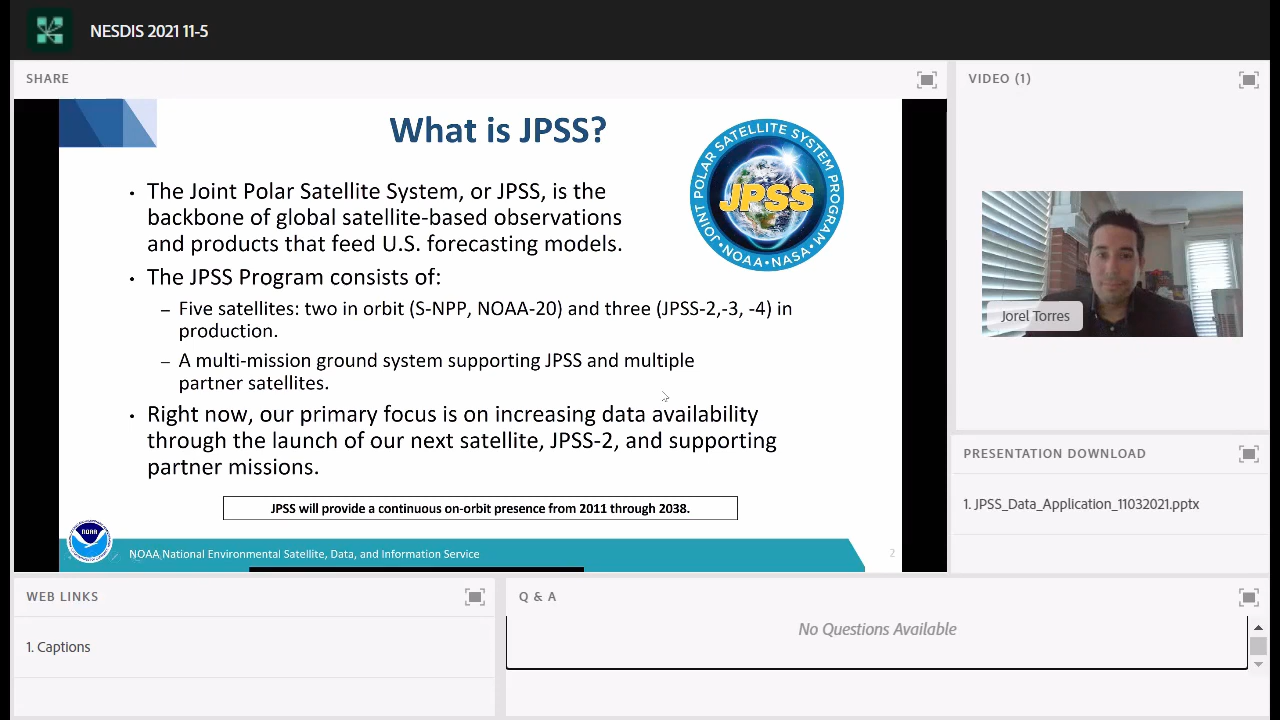 NESDIS 2021 11-5
SHARE
What is JPSS?
JOINT POLAR SATELLITE SYSTEM PROGRAM
JPSS
NOAA • NASA
• The Joint Polar Satellite System, or JPSS, is the
backbone of global satellite-based observations
and products that feed U.S. forecasting models.
• The JPSS Program consists of:
– Five satellites: two in orbit (S-NPP, NOAA-20) and three (JPSS-2,-3, -4) in
production.
– A multi-mission ground system supporting JPSS and multiple
partner satellites.
• Right now, our primary focus is on increasing data availability
through the launch of our next satellite, JPSS-2, and supporting
partner missions.
JPSS will provide a continuous on-orbit presence from 2011 through 2038.
NOAA
NOAA National Environmental Satellite, Data, and Information Service
2
VIDEO (1)
Jorel Torres
PRESENTATION DOWNLOAD
1. JPSS_Data_Application_11032021.pptx
WEB LINKS
1. Captions
Q & A
No Questions Available